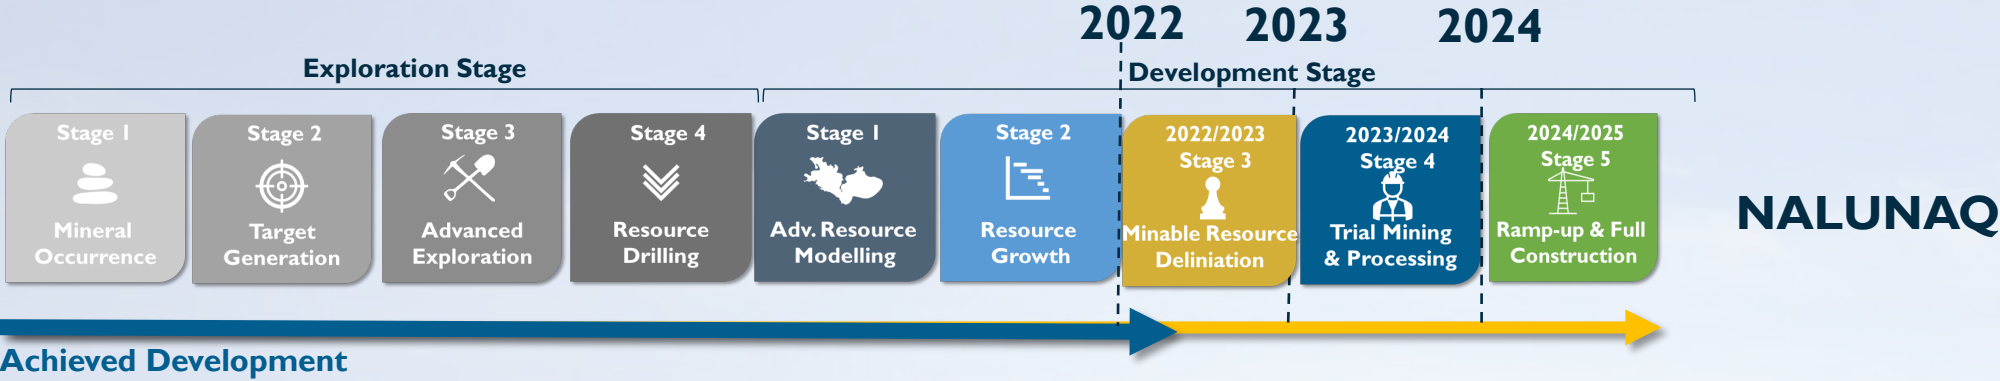 2022
2023
2024
Exploration Stage
Development Stage
Stage 1
Mineral
Occurrence
Stage 2
Target
Generation
Stage 3
Advanced
Exploration
Stage 4
Resource
Drilling
Stage 1
Adv. Resource
Modelling
Stage 2
Resource
Growth
2022/2023
Stage 3
Minable Resource
Deliniation
2023/2024
Stage 4
Trial Mining
& Processing
2024/2025
Stage 5
Ramp-up & Full
Construction
NALUNAQ
Achieved Development